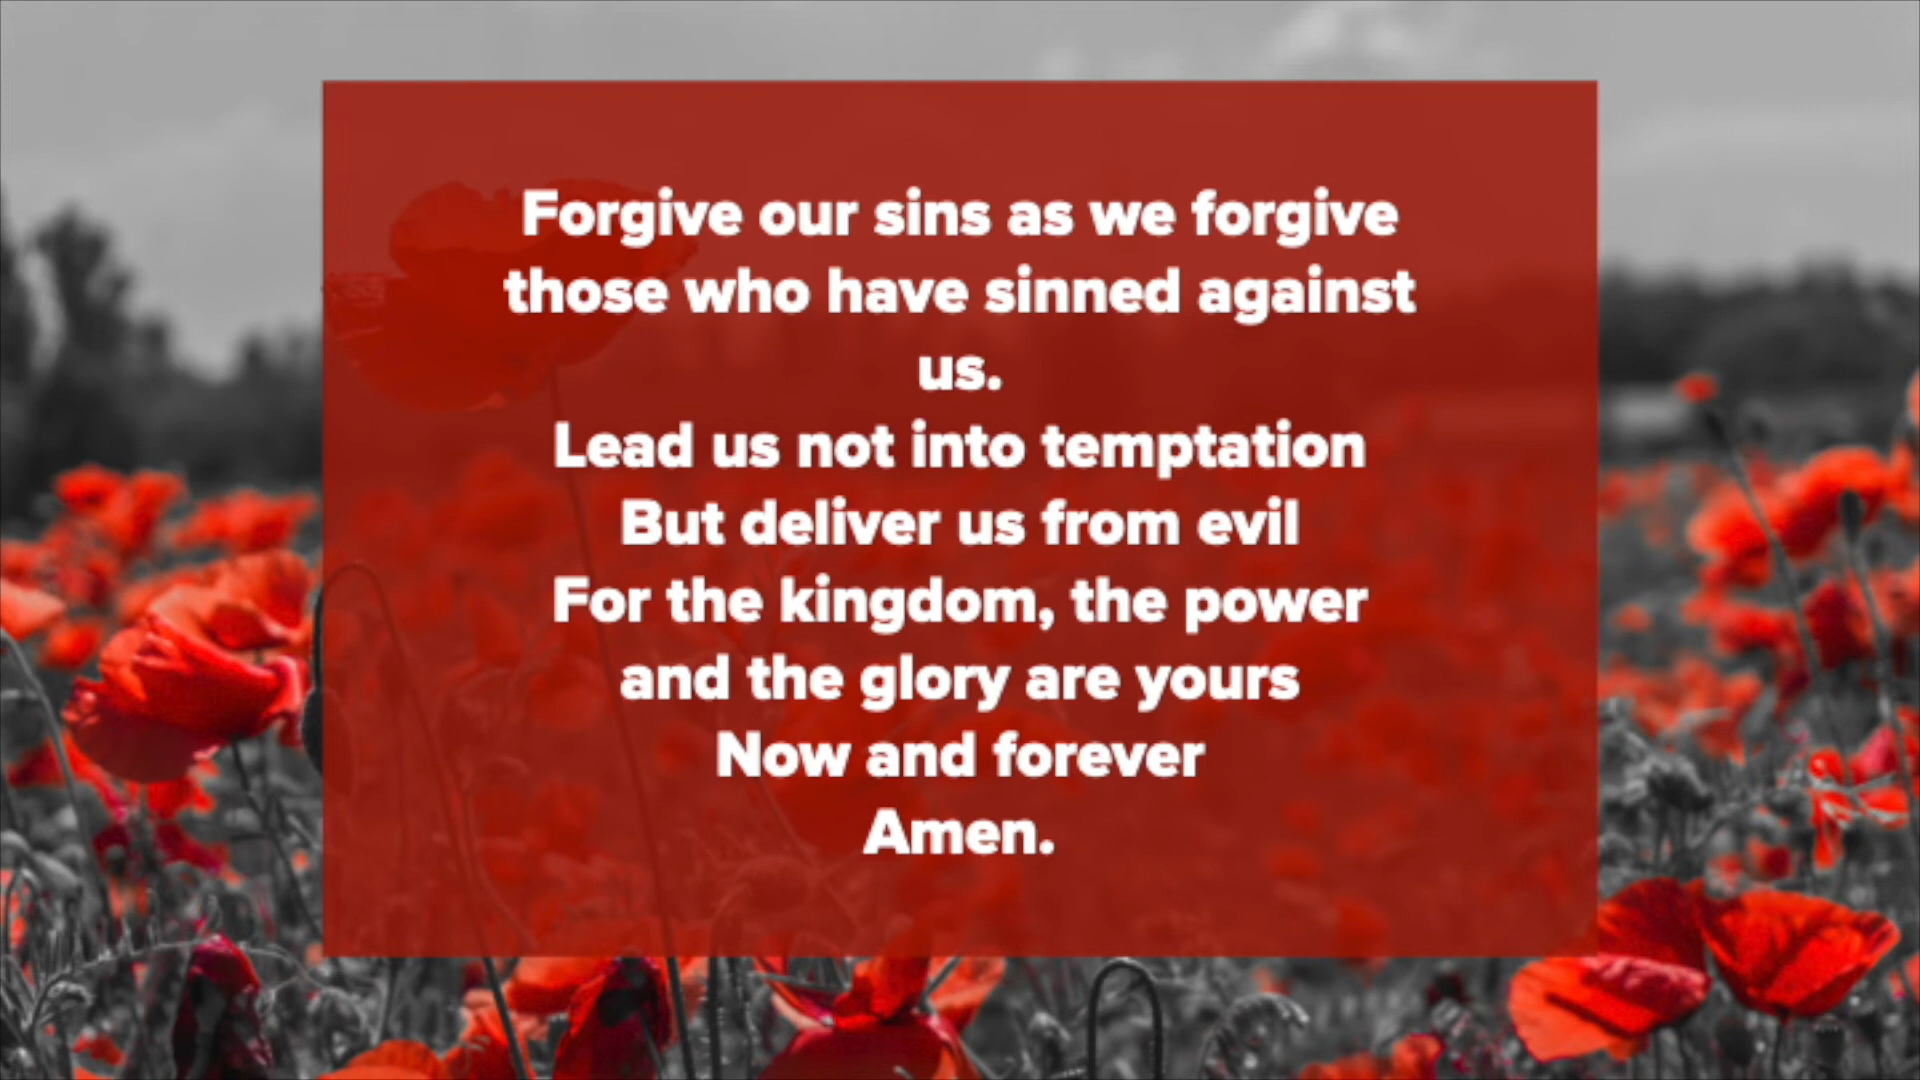 Forgive our sins as we forgive
those who have sinned against
us.
Lead us not into temptation
But deliver us from evil
For the kingdom, the power
and the glory are yours
Now and forever
Amen.